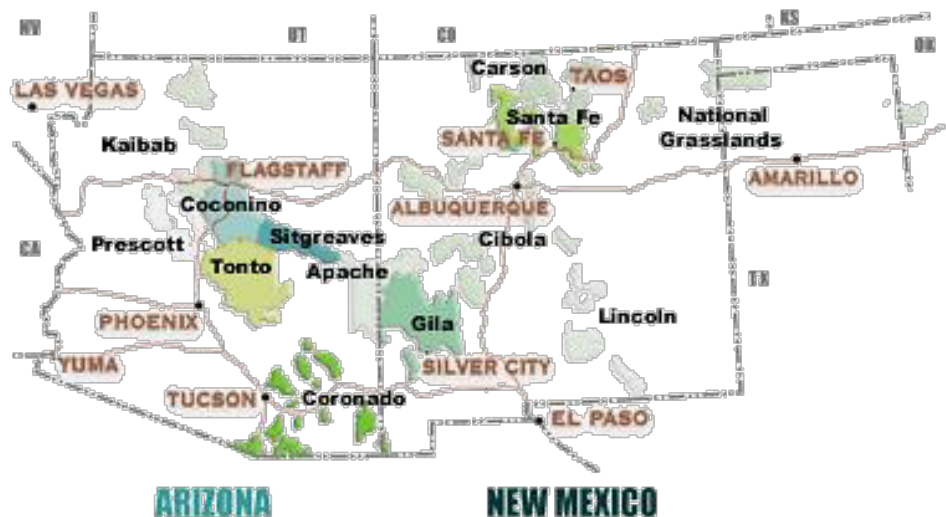 NV
UT
CO
KS
OK
LAS VEGAS
Carson
TAOS
Kaibab
Santa Fe
SANTA FE
National
Grasslands
FLAGSTAFF
AMARILLO
Coconino
ALBUQUERQUE
Prescott
Sitgreaves
Cibola
CA
Tonto
Apache
TX
PHOENIX
Gila
Lincoln
YUMA
SILVER CITY
TUCSON
Coronado
EL PASO
ARIZONA
NEW MEXICO